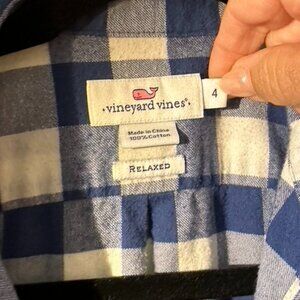 vineyard vines®
4
Made in China
100% Cotton
RELAXED